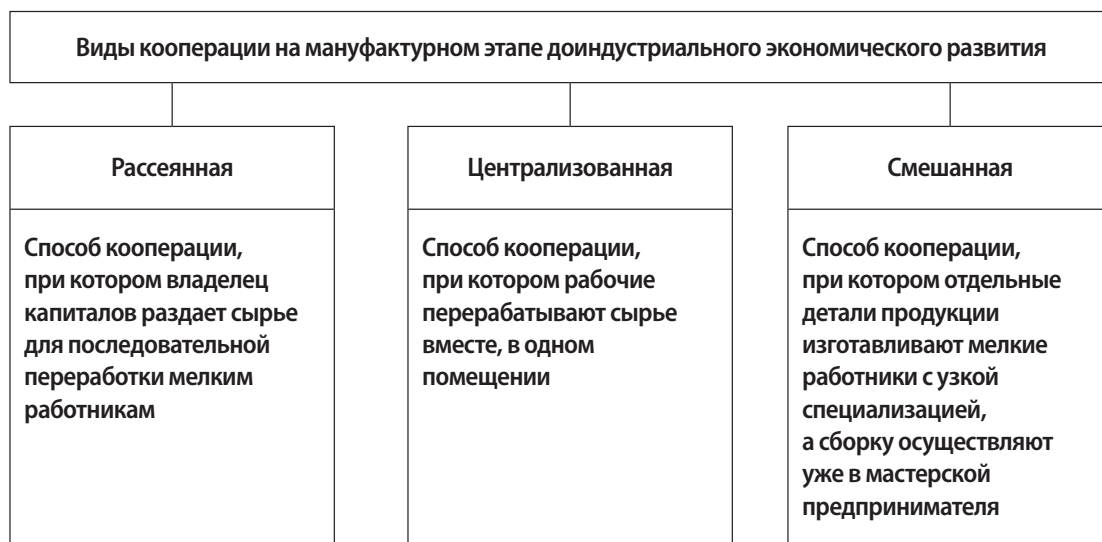 Виды кооперации на мануфактурном этапе доиндустриального экономического развития
Рассеянная
Способ кооперации,
при котором владелец
капиталов раздает сырье
для последовательной
переработки мелким
работникам
Централизованная
Способ кооперации,
при котором рабочие
перерабатывают сырье
вместе, в одном
помещении
Смешанная
Способ кооперации,
при котором отдельные
детали продукции
изготавливают мелкие
работники с узкой
специализацией,
а сборку осуществляют
уже в мастерской
предпринимателя